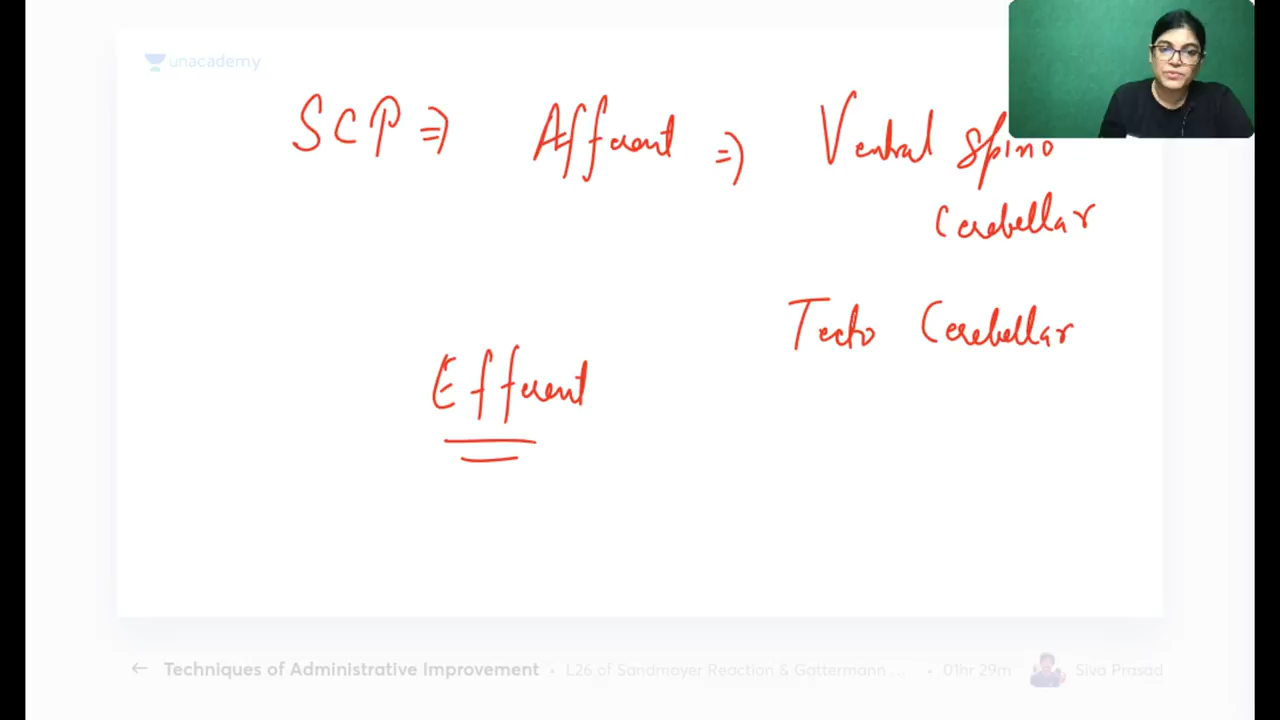 unacademy
SCP ⇒ Afferent ⇒ Ventral Spino
Cerebellar
Tecto Cerebellar
Efferent
← Techniques of Administrative Improvement • L26 of Sandmayer Reaction & Gattermann ... • 01hr 29m Siva Prasad